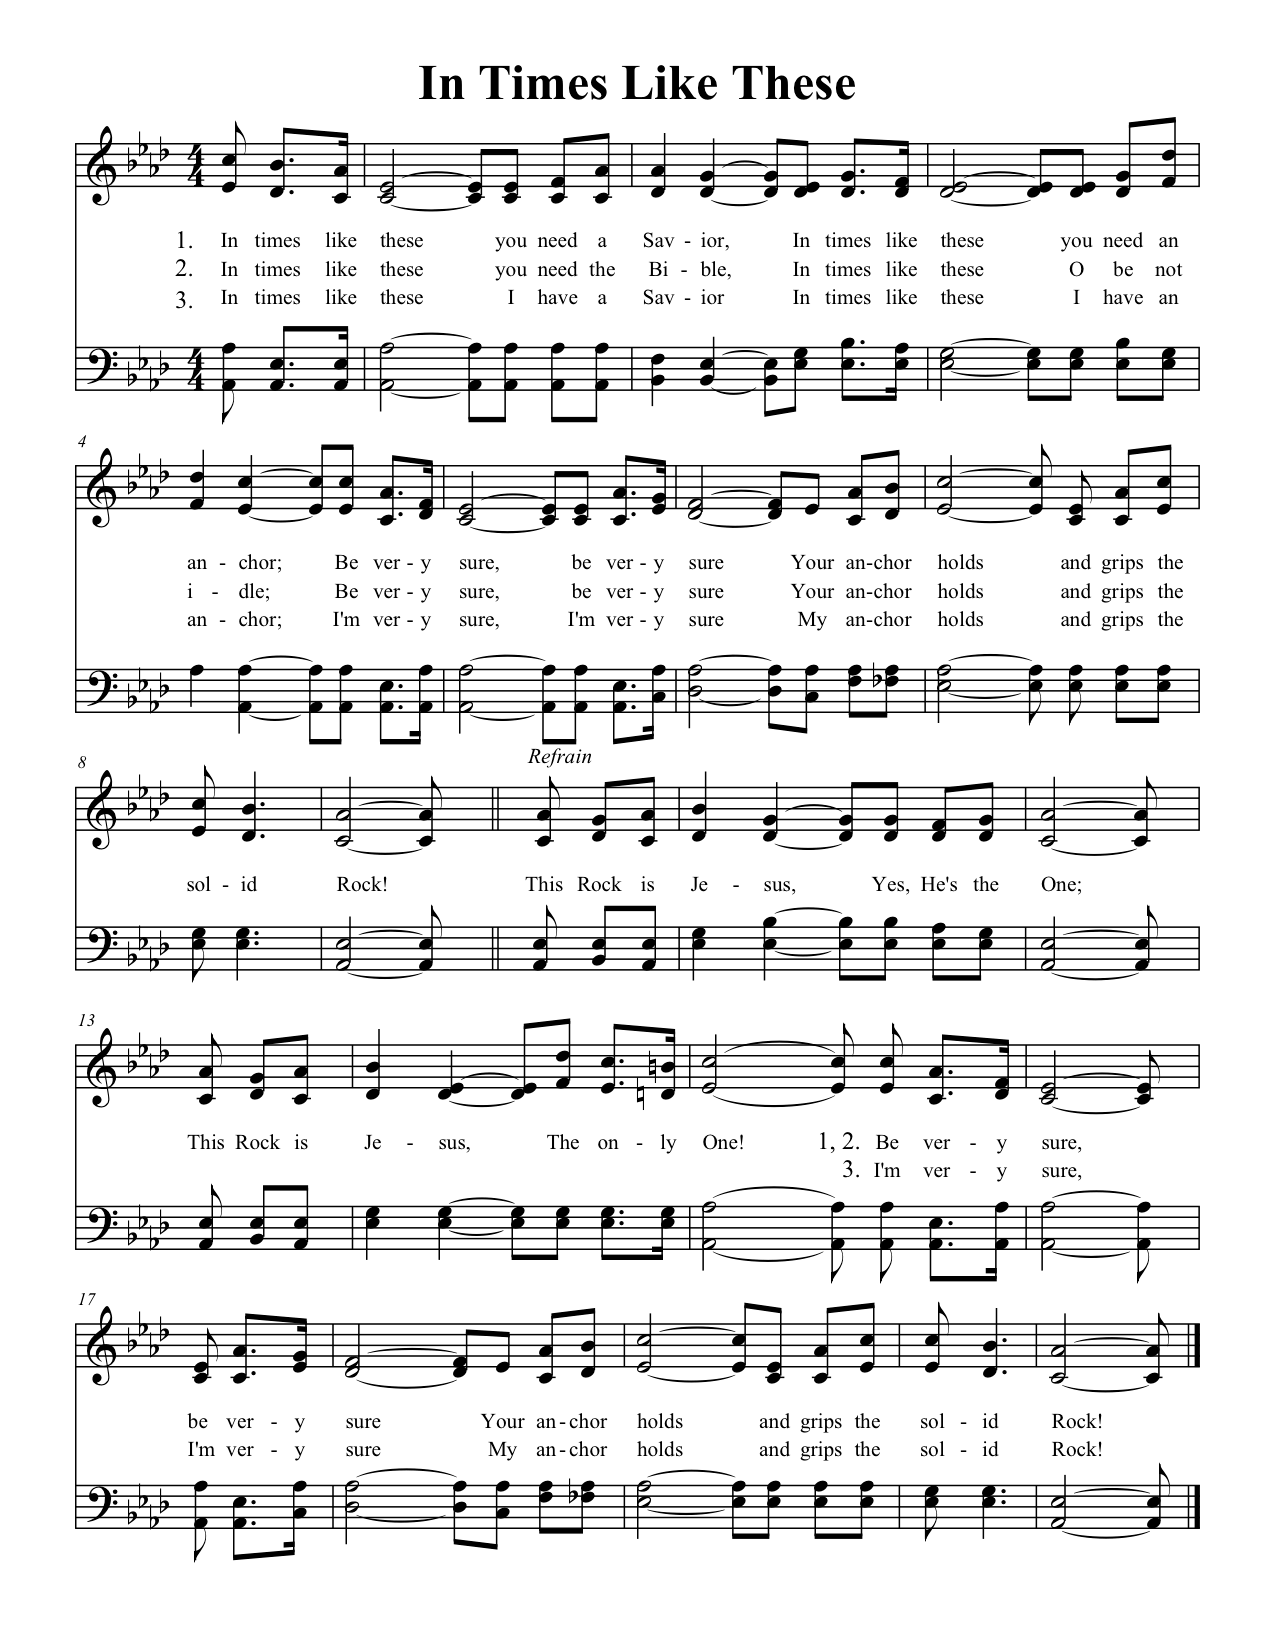 In Times Like These
1. In times like these you need a Sav - ior, In times like these you need an
2. In times like these you need the Bi - ble, In times like these O be not
3. In times like these I have a Sav - ior In times like these I have an
4
an - chor; Be ver - y sure, be ver - y sure Your an-chor holds and grips the
i - dle; Be ver - y sure, be ver - y sure Your an-chor holds and grips the
an - chor; I'm ver - y sure, I'm ver - y sure My an-chor holds and grips the
8
Refrain
sol - id Rock! This Rock is Je - sus, Yes, He's the One;
13
This Rock is Je - sus, The on - ly One! 1, 2. Be ver - y sure,
3. I'm ver - y sure,
17
be ver - y sure Your an-chor holds and grips the sol - id Rock!
I'm ver - y sure My an-chor holds and grips the sol - id Rock!